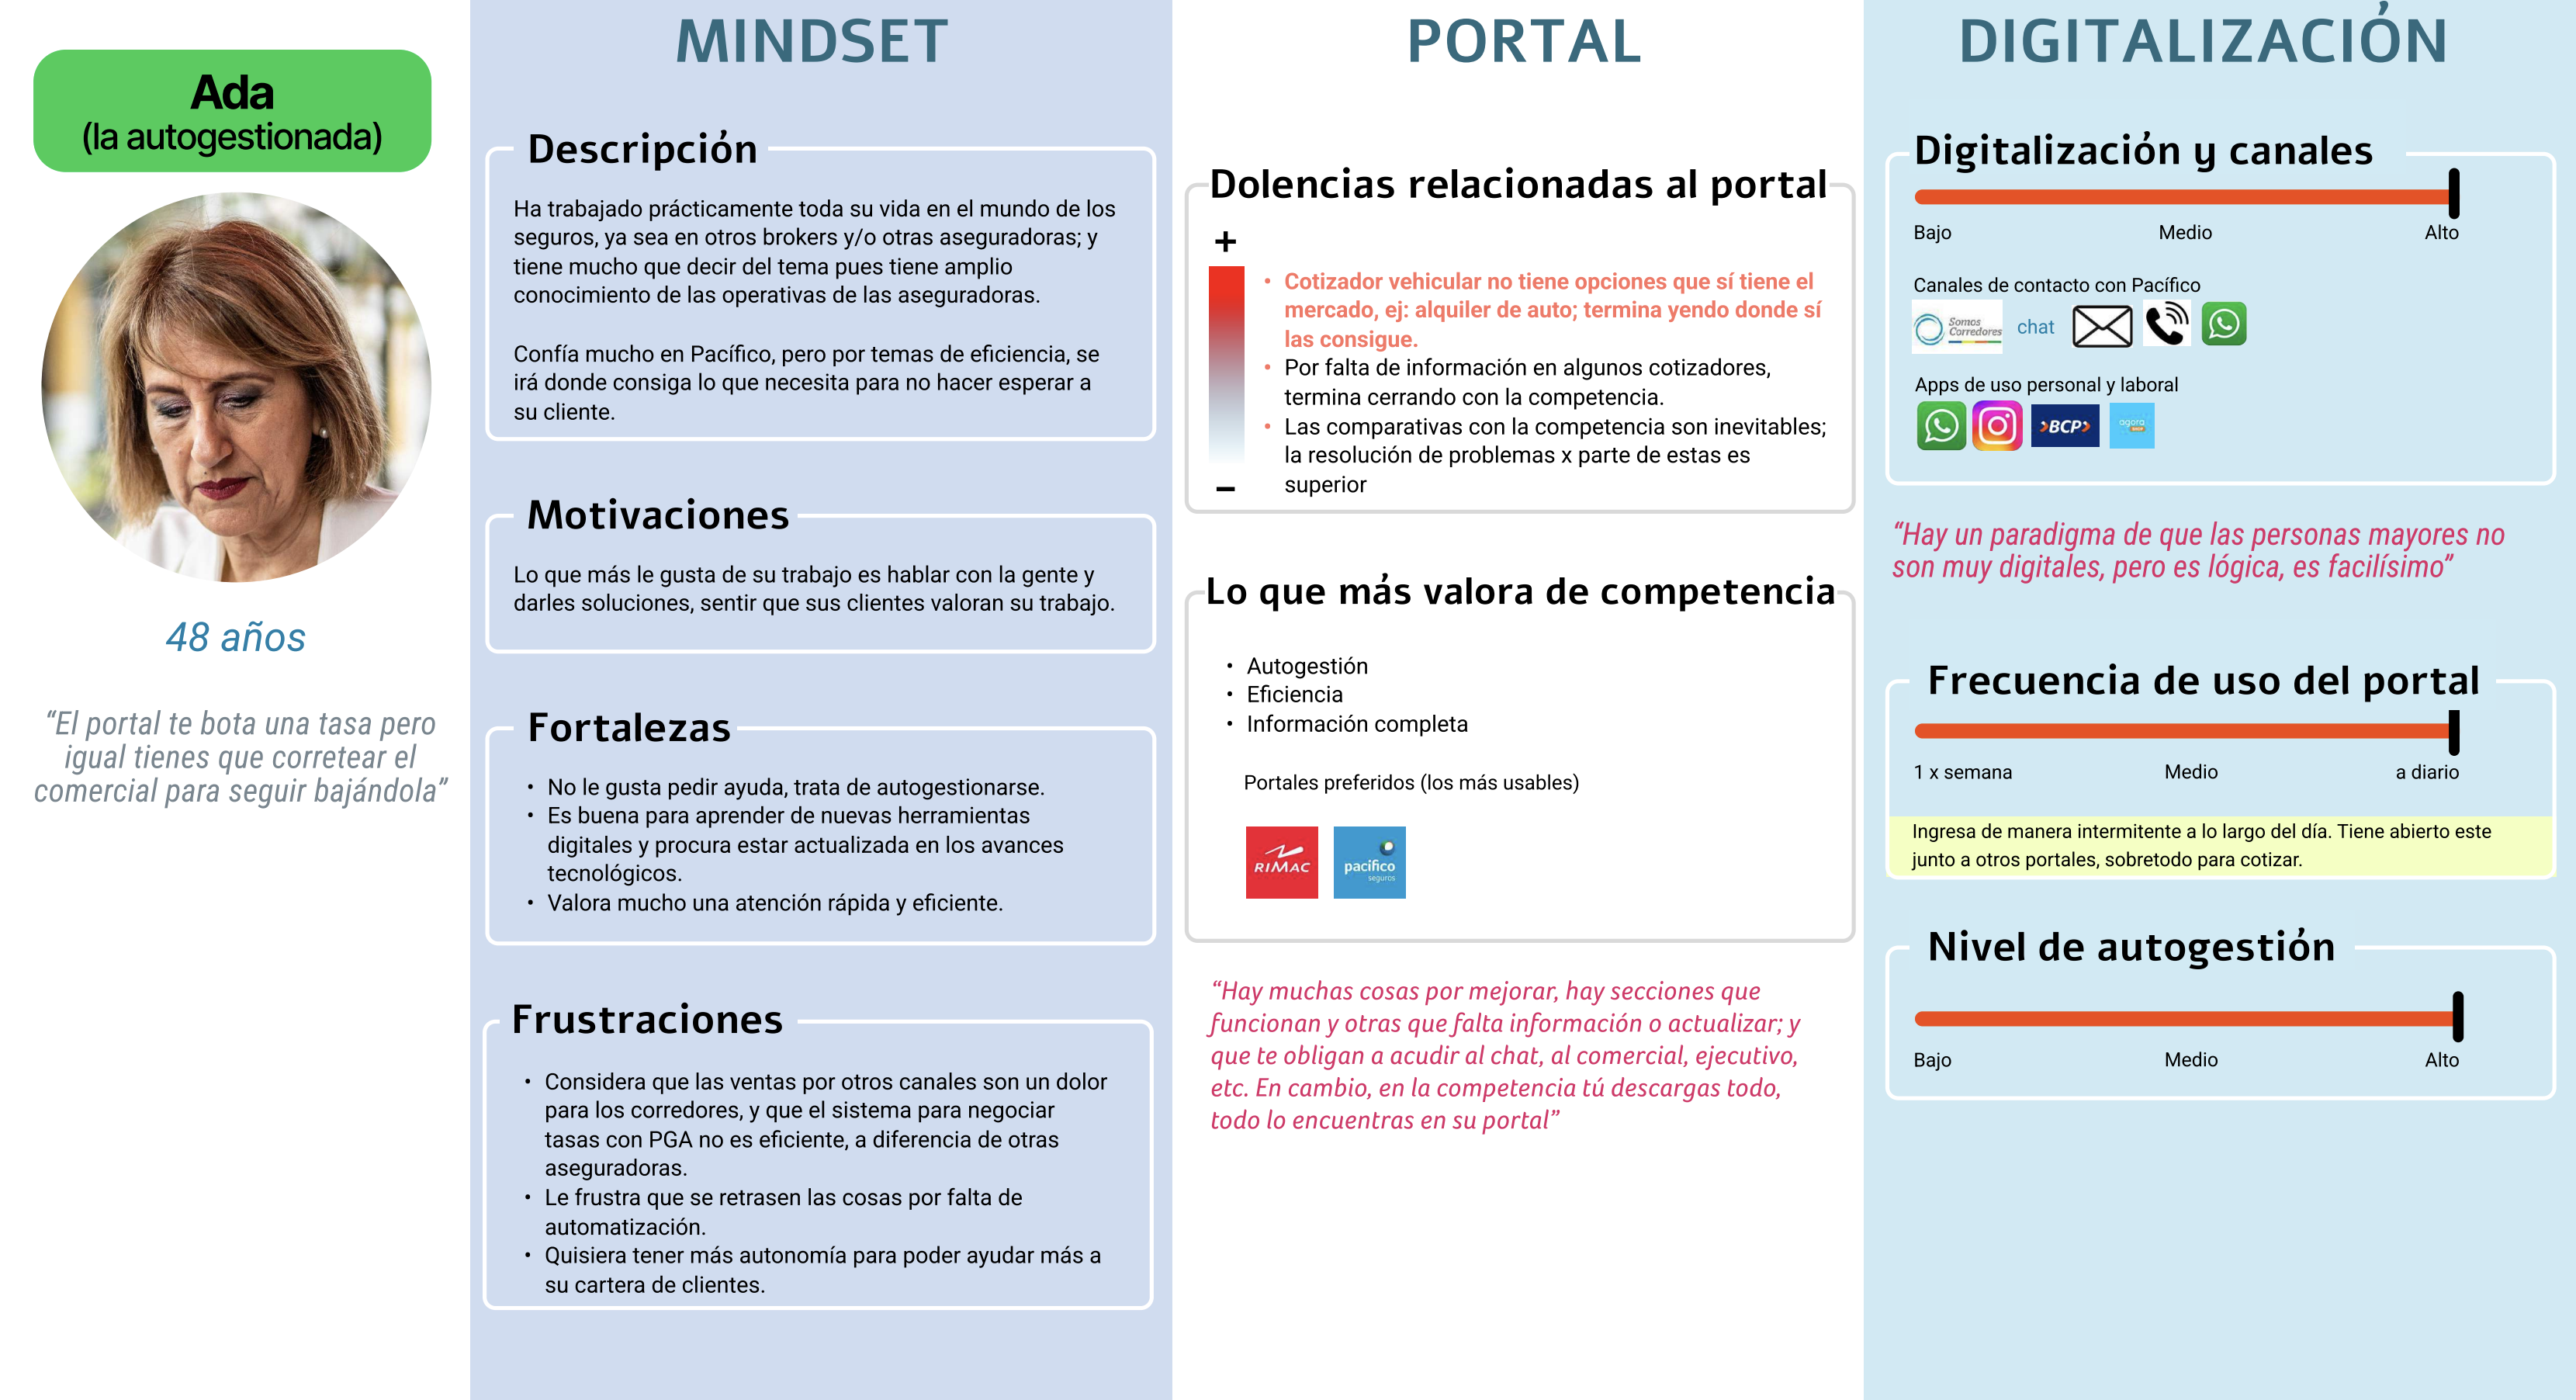 Ada
(la autogestionada)
48 años
“El portal te bota una tasa pero
igual tienes que corretear el
comercial para seguir bajándola”
MINDSET
Descripción
Ha trabajado prácticamente toda su vida en el mundo de los
seguros, ya sea en otros brokers y/o otras aseguradoras; y
tiene mucho que decir del tema pues tiene amplio
conocimiento de las operativas de las aseguradoras.
Confía mucho en Pacífico, pero por temas de eficiencia, se
irá donde consiga lo que necesita para no hacer esperar a
su cliente.
Motivaciones
Lo que más le gusta de su trabajo es hablar con la gente y
darles soluciones, sentir que sus clientes valoran su trabajo.
Fortalezas
• No le gusta pedir ayuda, trata de autogestionarse.
• Es buena para aprender de nuevas herramientas
digitales y procura estar actualizada en los avances
tecnológicos.
• Valora mucho una atención rápida y eficiente.
Frustraciones
• Considera que las ventas por otros canales son un dolor
para los corredores, y que el sistema para negociar
tasas con PGA no es eficiente, a diferencia de otras
aseguradoras.
• Le frustra que se retrasen las cosas por falta de
automatización.
• Quisiera tener más autonomía para poder ayudar más a
su cartera de clientes.
PORTAL
Dolencias relacionadas al portal
+
• Cotizador vehicular no tiene opciones que sí tiene el
mercado, ej: alquiler de auto; termina yendo donde sí
las consigue.
• Por falta de información en algunos cotizadores,
termina cerrando con la competencia.
• Las comparativas con la competencia son inevitables;
la resolución de problemas x parte de estas es
superior
–
Lo que más valora de competencia
• Autogestión
• Eficiencia
• Información completa
Portales preferidos (los más usables)
RIMAC
pacífico
seguros
“Hay muchas cosas por mejorar, hay secciones que
funcionan y otras que falta información o actualizar; y
que te obligan a acudir al chat, al comercial, ejecutivo,
etc. En cambio, en la competencia tú descargas todo,
todo lo encuentras en su portal”
DIGITALIZACIÓN
Digitalización y canales
Bajo Medio Alto
Canales de contacto con Pacífico
Somos
Corredores
chat
Apps de uso personal y laboral
BCP
agora
“Hay un paradigma de que las personas mayores no
son muy digitales, pero es lógica, es facilísimo”
Frecuencia de uso del portal
1 x semana Medio a diario
Ingresa de manera intermitente a lo largo del día. Tiene abierto este
junto a otros portales, sobretodo para cotizar.
Nivel de autogestión
Bajo Medio Alto